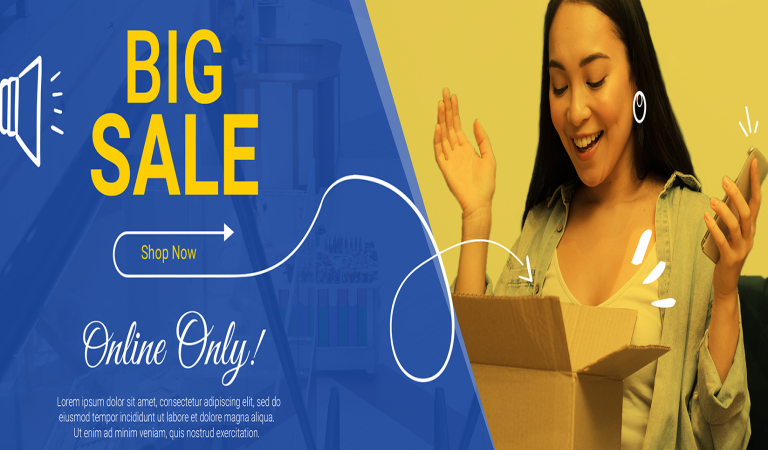 BIG
SALE
Shop Now
Online Only!
Lorem ipsum dolor sit amet, consectetur adipiscing elit, sed do
eiusmod tempor incididunt ut labore et dolore magna aliqua.
Ut enim ad minim veniam, quis nostrud exercitation.